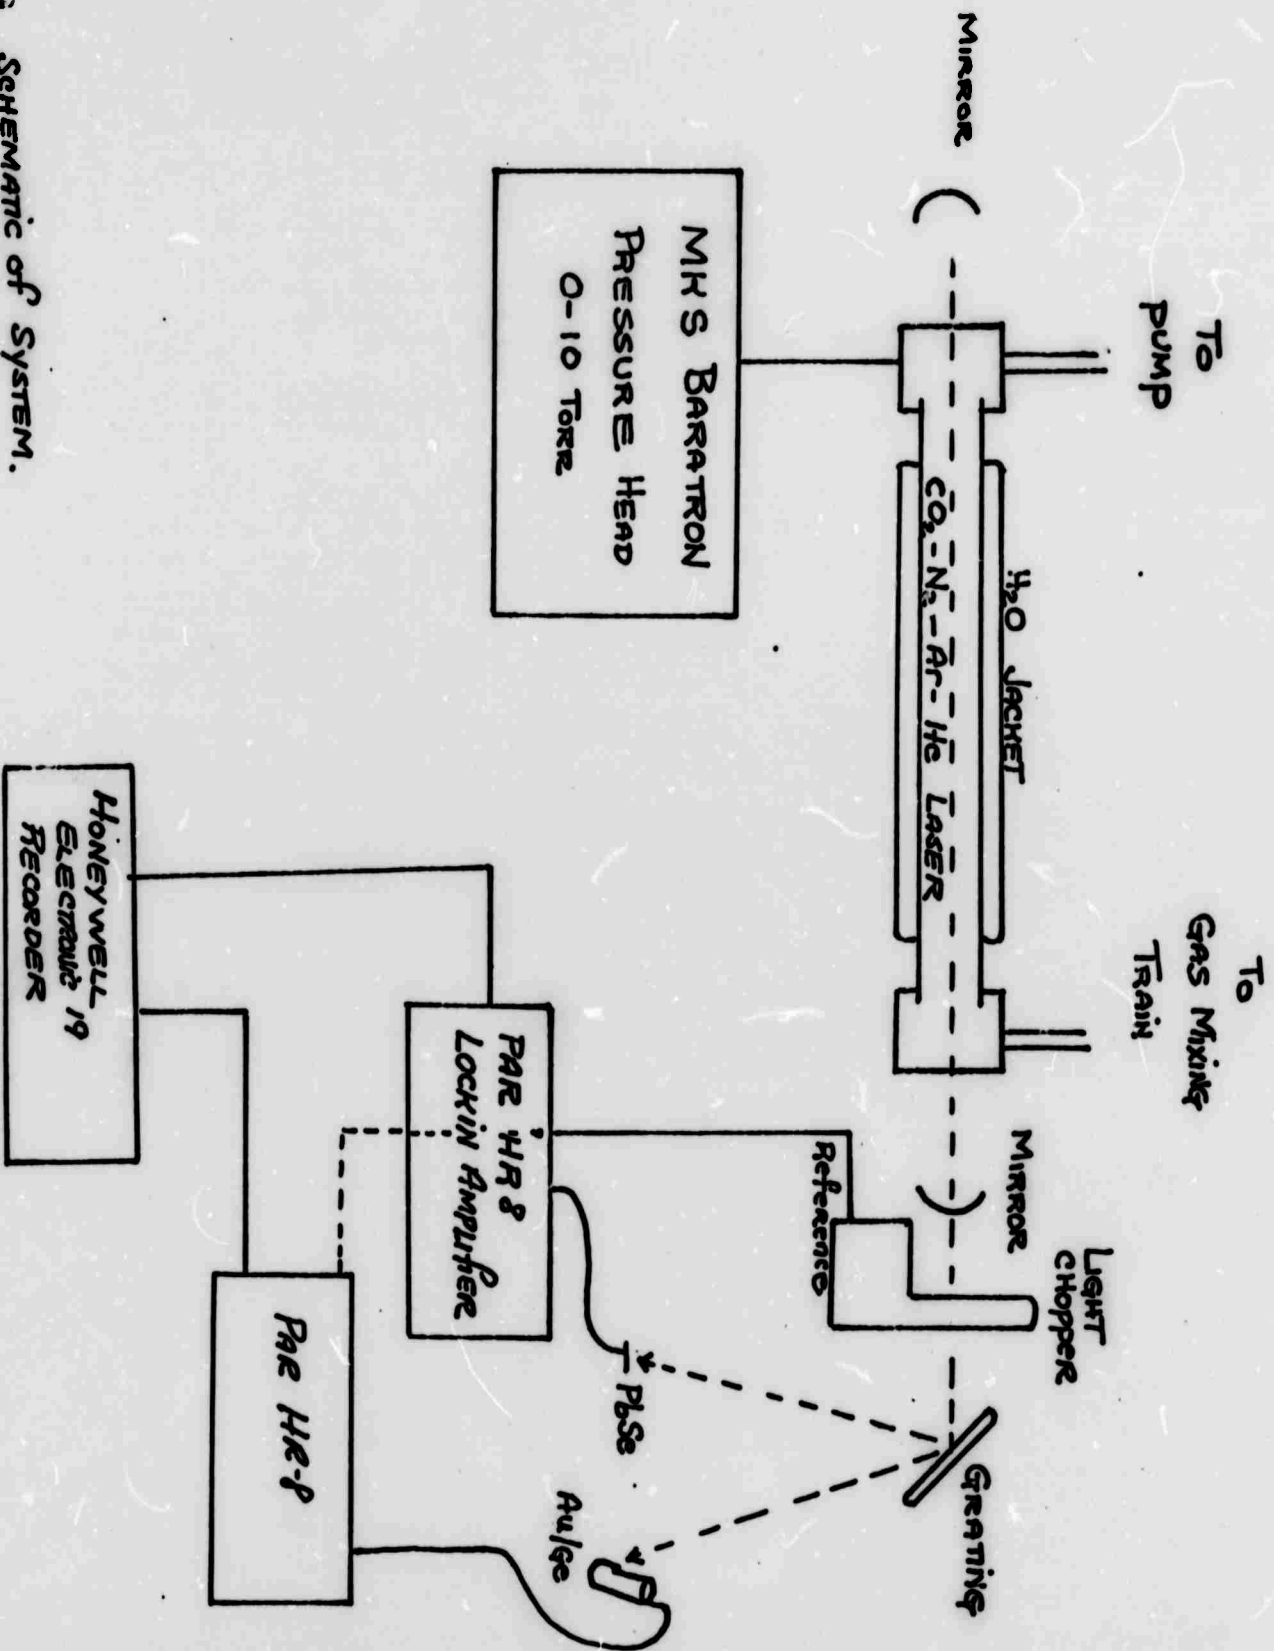 MIRROR
TO
PUMP
TO
GAS MIXING
TRAIN
H₂O JACKET
CO₂-N₂-Ar-He LASER
MIRROR
LIGHT
CHOPPER
GRATING
Reference
MKS BARATRON
PRESSURE HEAD
0-10 TORR
PbSe
Au/Ge
PAR HR8
LOCKIN AMPLIFIER
PAR HR-8
HONEYWELL
ELECTRONIC 19
RECORDER
SCHEMATIC of SYSTEM.